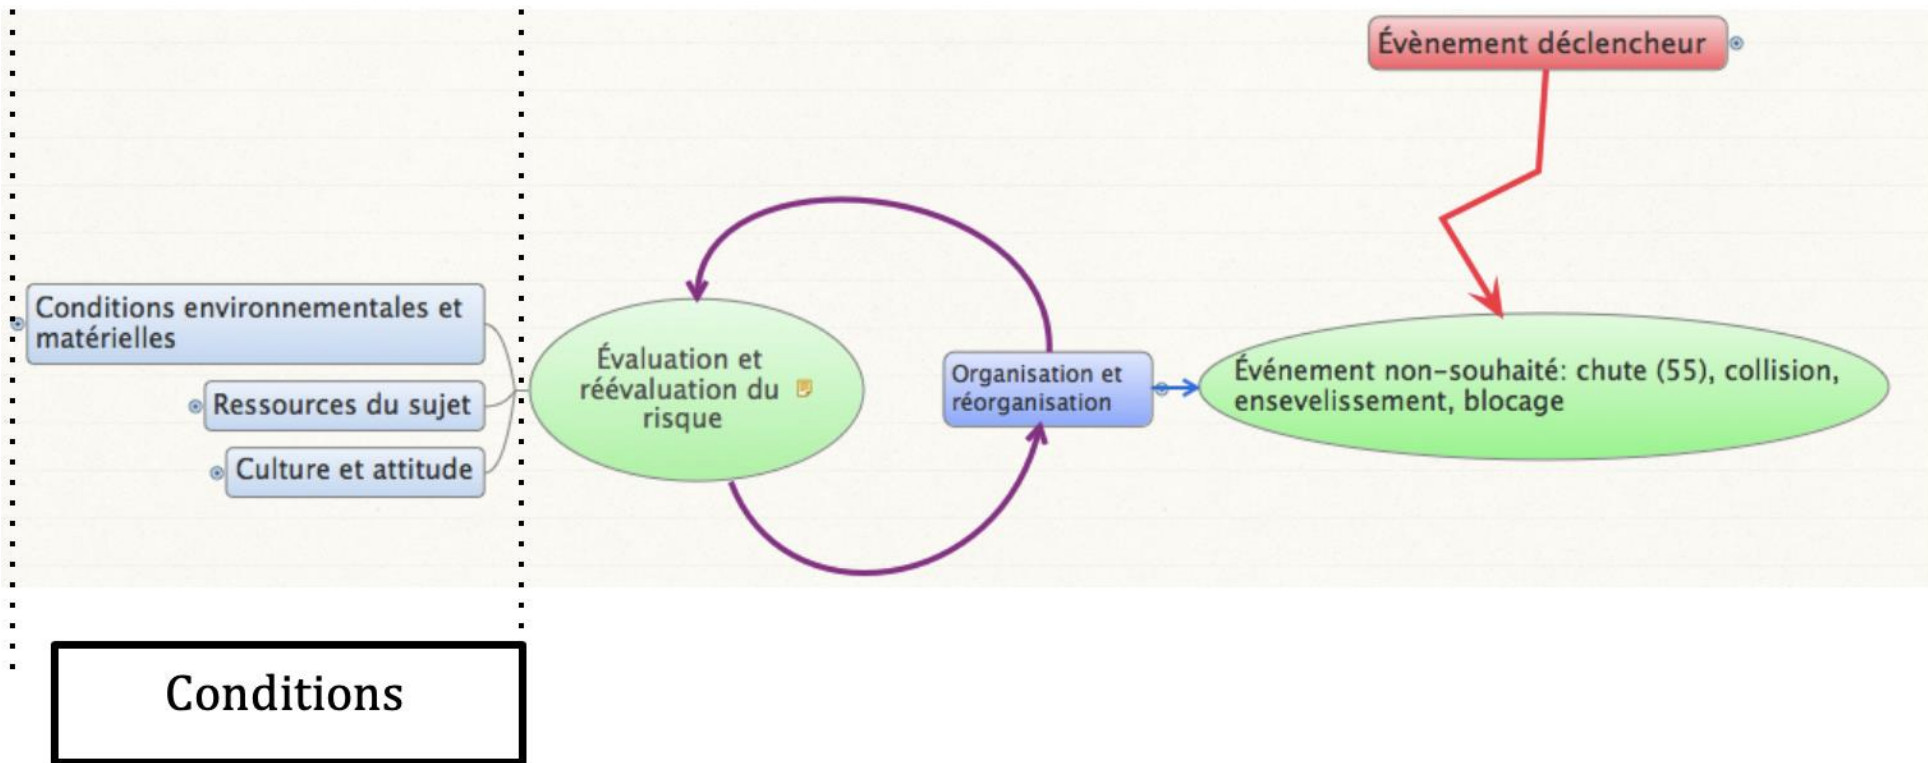 Évènement déclencheur
Conditions environnementales et
matérielles
Ressources du sujet
Culture et attitude
Évaluation et
réévaluation du
risque
Organisation et
réorganisation
Événement non-souhaité: chute (55), collision,
ensevelissement, blocage
Conditions